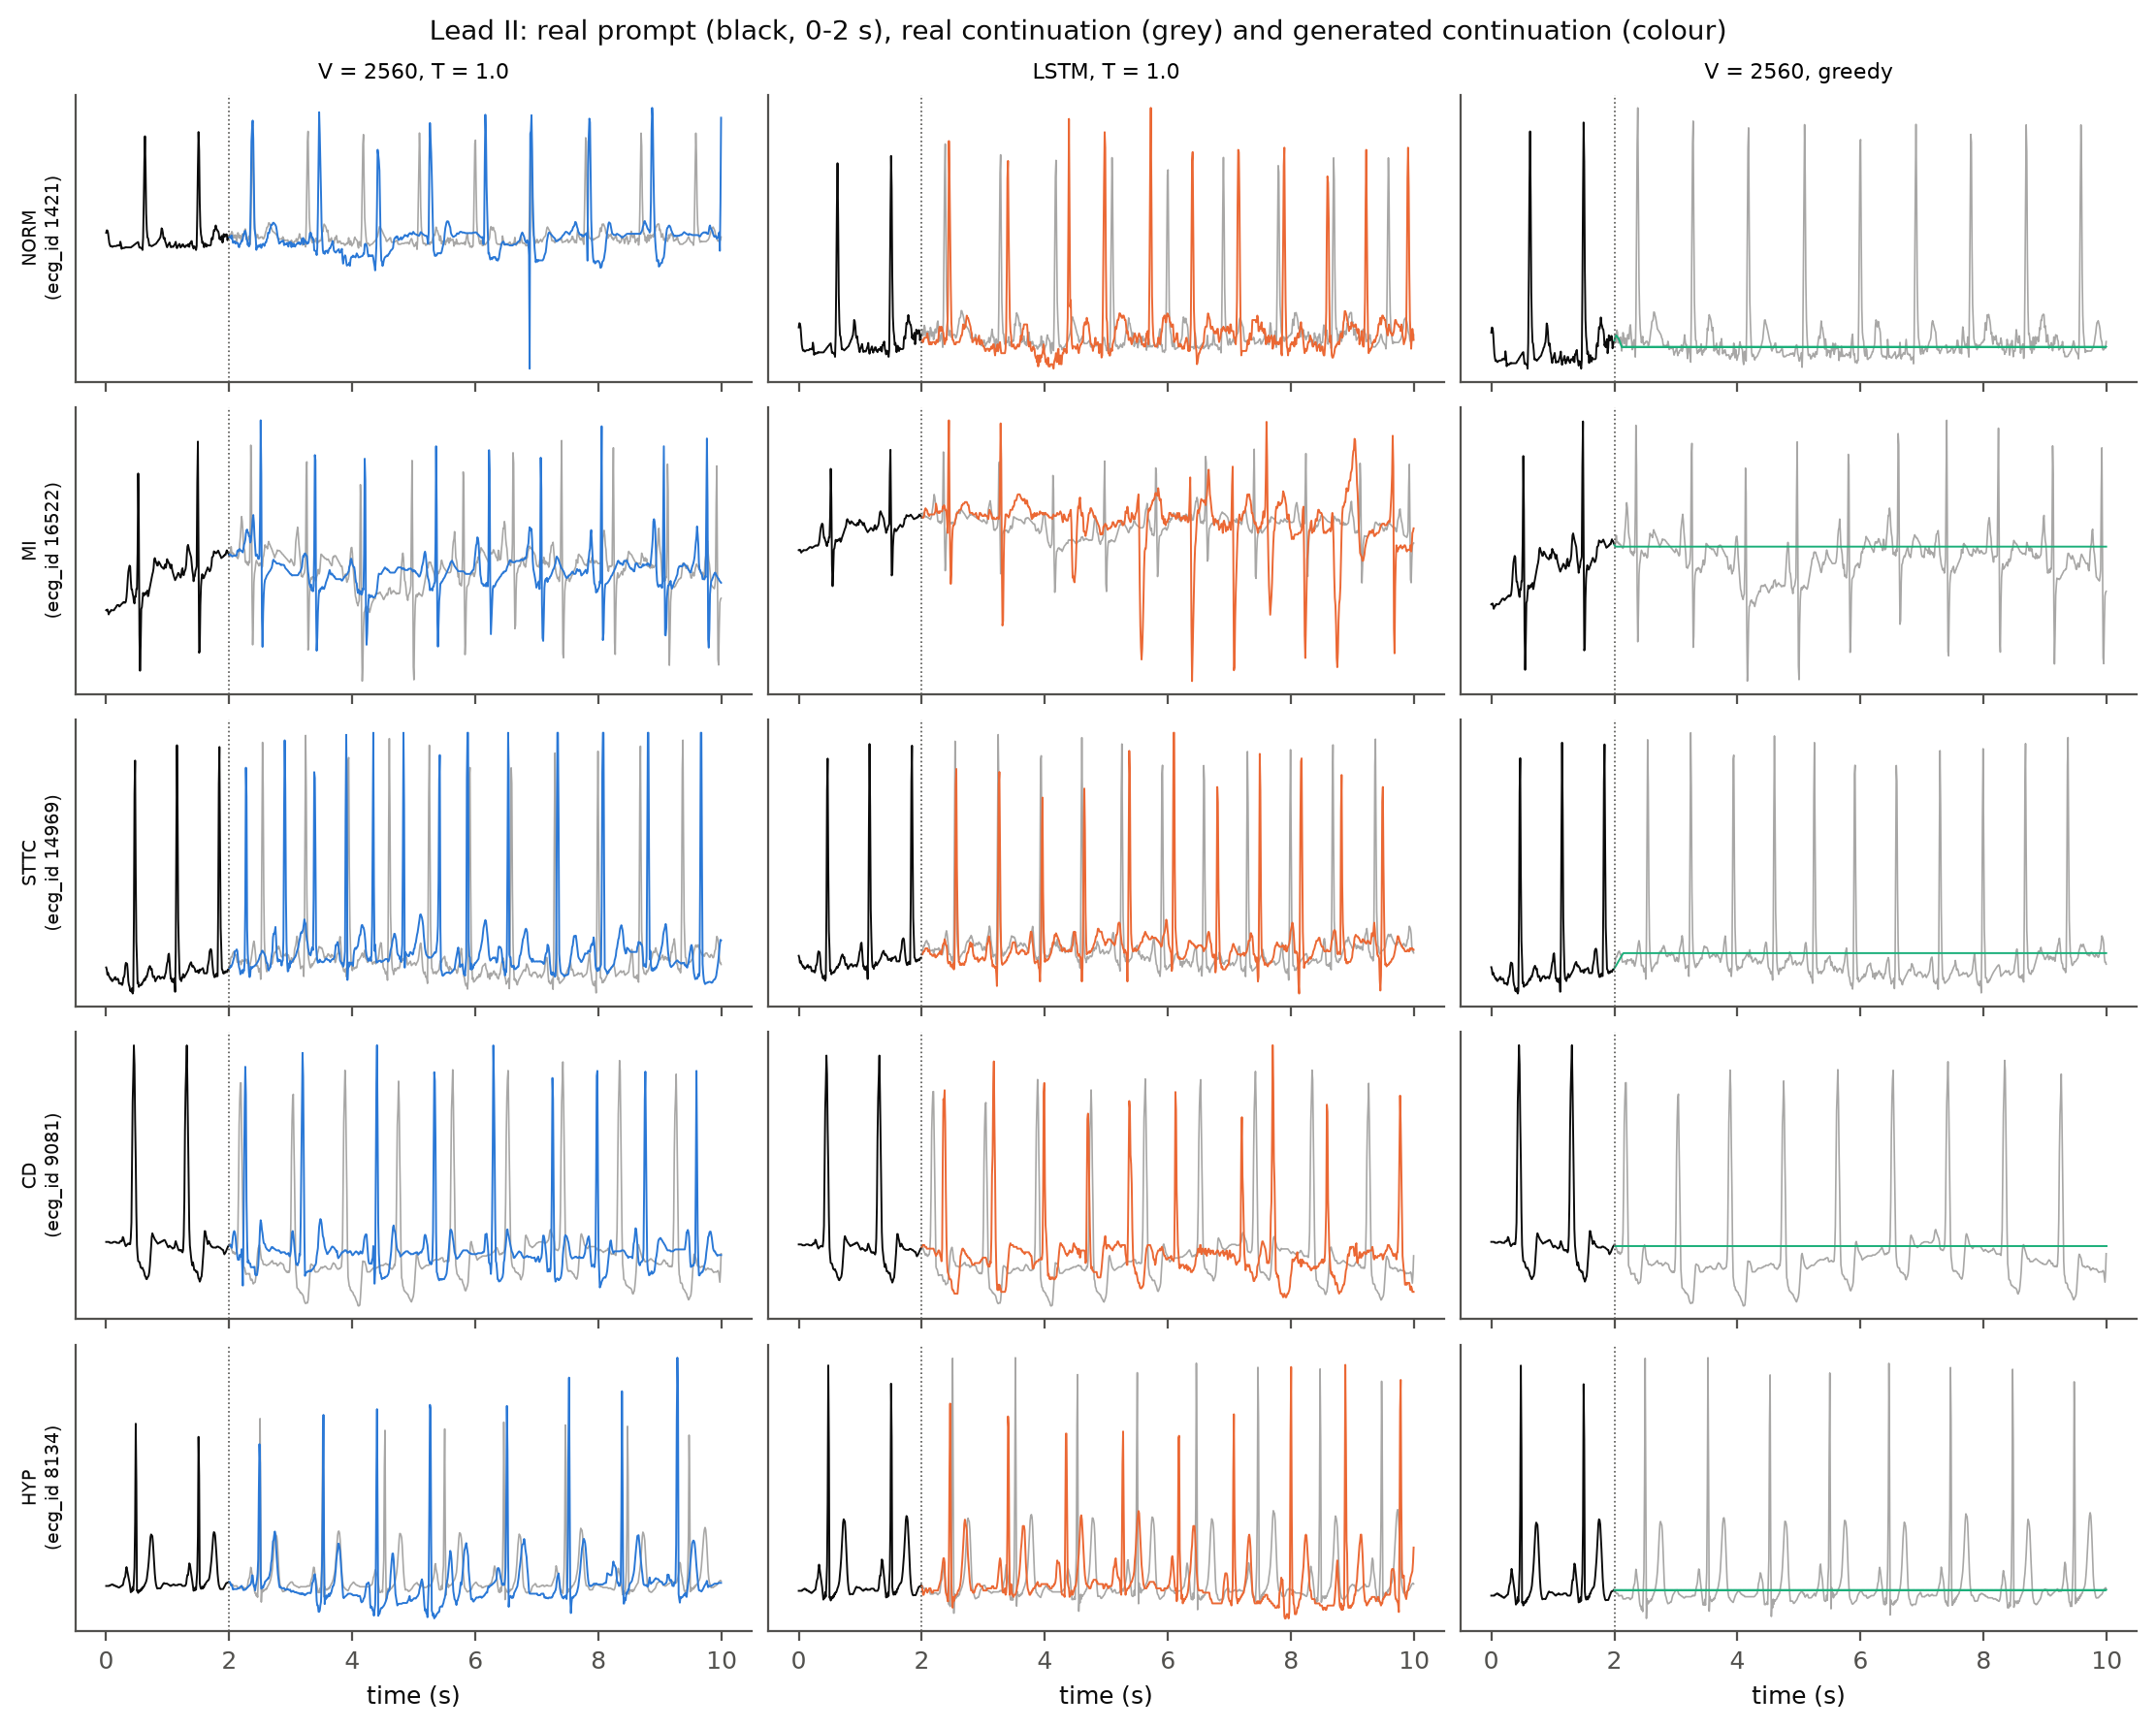 Lead II: real prompt (black, 0-2 s), real continuation (grey) and generated continuation (colour)
V = 2560, T = 1.0
LSTM, T = 1.0
V = 2560, greedy
NORM
(ecg_id 1421)
MI
(ecg_id 16522)
STTC
(ecg_id 14969)
CD
(ecg_id 9081)
HYP
(ecg_id 8134)
0 2 4 6 8 10
0 2 4 6 8 10
0 2 4 6 8 10
time (s)
time (s)
time (s)